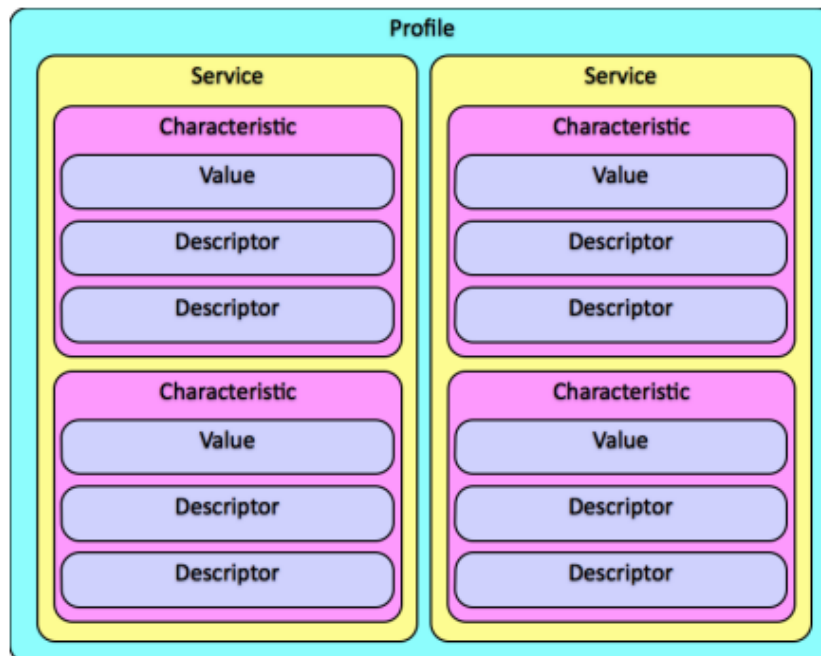 Profile
Service
Characteristic
Value
Descriptor
Descriptor
Characteristic
Value
Descriptor
Descriptor
Service
Characteristic
Value
Descriptor
Descriptor
Characteristic
Value
Descriptor
Descriptor